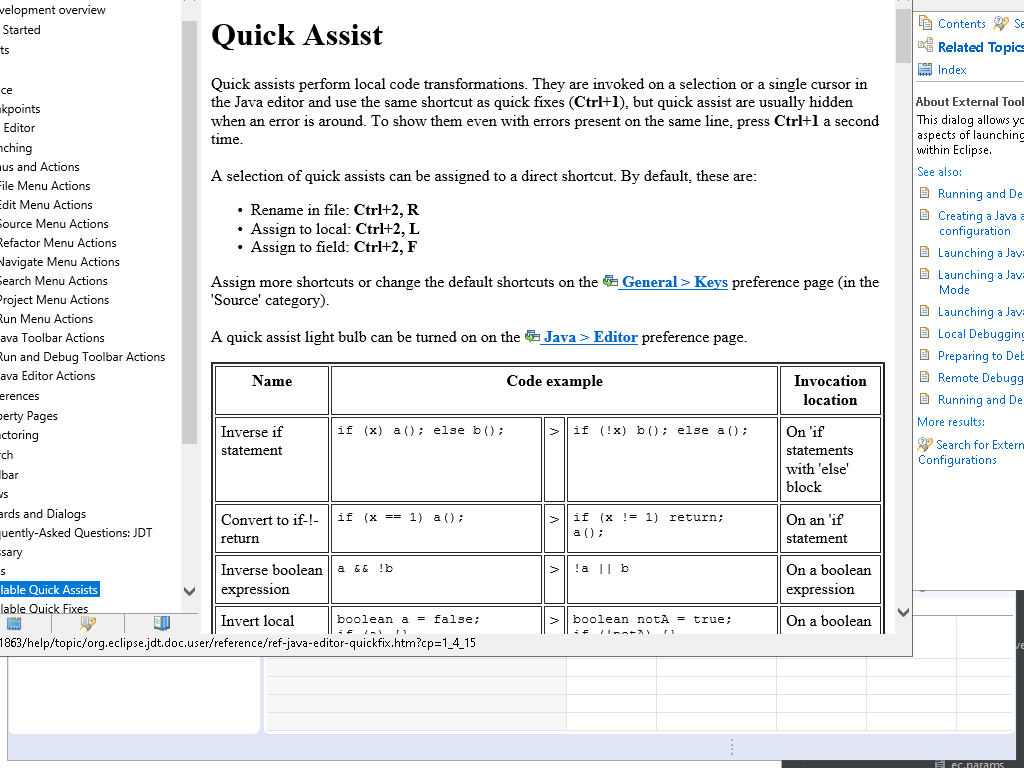 velopment overview
Started
ts
ce
kpoints
Editor
nching
us and Actions
File Menu Actions
Edit Menu Actions
Source Menu Actions
Refactor Menu Actions
Navigate Menu Actions
Search Menu Actions
Project Menu Actions
Run Menu Actions
ava Toolbar Actions
Run and Debug Toolbar Actions
ava Editor Actions
erences
perty Pages
ctoring
rch
lbar
ws
ards and Dialogs
quently-Asked Questions: JDT
ssary
s
lable Quick Assists
lable Quick Fixes
1863/help/topic/org.eclipse.jdt.doc.user/reference/ref-java-editor-quickfix.htm?cp=1_4_15
Quick Assist
Quick assists perform local code transformations. They are invoked on a selection or a single cursor in
the Java editor and use the same shortcut as quick fixes (Ctrl+1), but quick assist are usually hidden
when an error is around. To show them even with errors present on the same line, press Ctrl+1 a second
time.
A selection of quick assists can be assigned to a direct shortcut. By default, these are:
• Rename in file: Ctrl+2, R
• Assign to local: Ctrl+2, L
• Assign to field: Ctrl+2, F
Assign more shortcuts or change the default shortcuts on the General > Keys preference page (in the
'Source' category).
A quick assist light bulb can be turned on on the Java > Editor preference page.
Name Code example Invocation
location
Inverse if
statement
if (x) a(); else b(); > if (!x) b(); else a();
On 'if'
statements
with 'else'
block
Convert to if-!-
return
if (x == 1) a(); > if (x != 1) return;
a();
On an 'if'
statement
Inverse boolean
expression
a && !b > !a || b
On a boolean
expression
Invert local
boolean a = false; > boolean notA = true;
if (a) {} if (!notA) {}
On a boolean
Contents Se
Related Topics
Index
About External Tool
This dialog allows yo
aspects of launching
within Eclipse.
See also:
Running and De
Creating a Java a
configuration
Launching a Java
Launching a Java
Mode
Launching a Java
Local Debugging
Preparing to Deb
Remote Debugg
Running and De
More results:
Search for Extern
Configurations
ve
ec.params